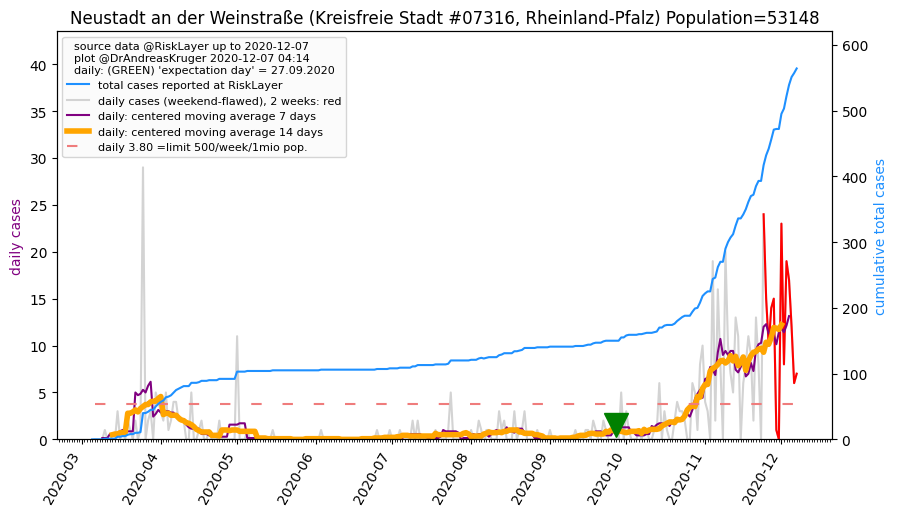 Neustadt an der Weinstraße (Kreisfreie Stadt #07316, Rheinland-Pfalz) Population=53148
source data @RiskLayer up to 2020-12-07
plot @DrAndreasKruger 2020-12-07 04:14
daily: (GREEN) 'expectation day' = 27.09.2020
total cases reported at RiskLayer
daily cases (weekend-flawed), 2 weeks: red
daily: centered moving average 7 days
daily: centered moving average 14 days
daily 3.80 =limit 500/week/1mio pop.
daily cases
40
35
30
25
20
15
10
5
0
cumulative total cases
600
500
400
300
200
100
0
2020-03
2020-04
2020-05
2020-06
2020-07
2020-08
2020-09
2020-10
2020-11
2020-12